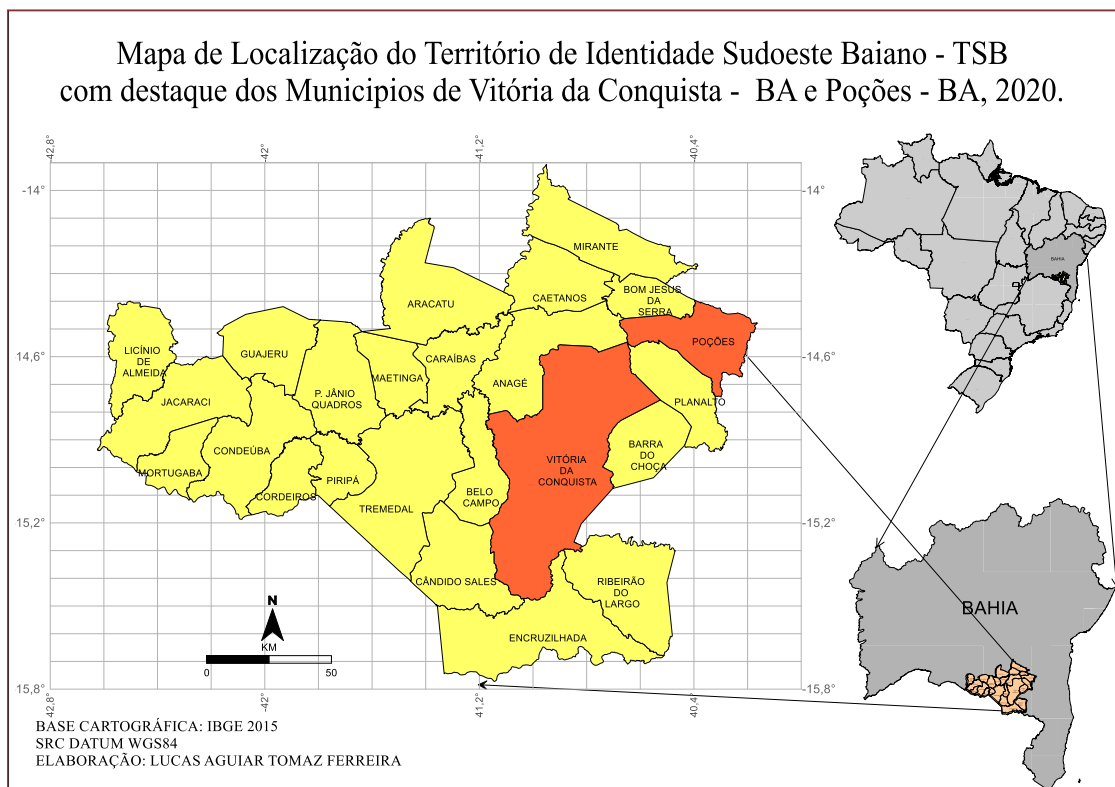 Mapa de Localização do Território de Identidade Sudoeste Baiano - TSB
com destaque dos Municipios de Vitória da Conquista - BA e Poções - BA, 2020.
-42,8°
-42°
-41,2°
-40,4°
-14°
-14°
MIRANTE
BAHIA
ARACATU
CAETANOS
BOM JESUS
DA
SERRA
POÇÕES
-14,6°
-14,6°
LICÍNIO
DE
ALMEIDA
GUAJERU
CARAÍBAS
MAETINGA
ANAGÉ
P. JÂNIO
QUADROS
JACARACI
PLANALTO
CONDEÚBA
BARRA
DO
CHOÇA
VITÓRIA
DA
CONQUISTA
MORTUGABA
CORDEIROS
PIRIPÁ
BELO
CAMPO
TREMEDAL
-15,2°
-15,2°
CÂNDIDO SALES
RIBEIRÃO
DO
LARGO
ENCRUZILHADA
BAHIA
N
KM
0
50
-15,8°
-15,8°
-42,8°
-42°
-41,2°
-40,4°
BASE CARTOGRÁFICA: IBGE 2015
SRC DATUM WGS84
ELABORAÇÃO: LUCAS AGUIAR TOMAZ FERREIRA